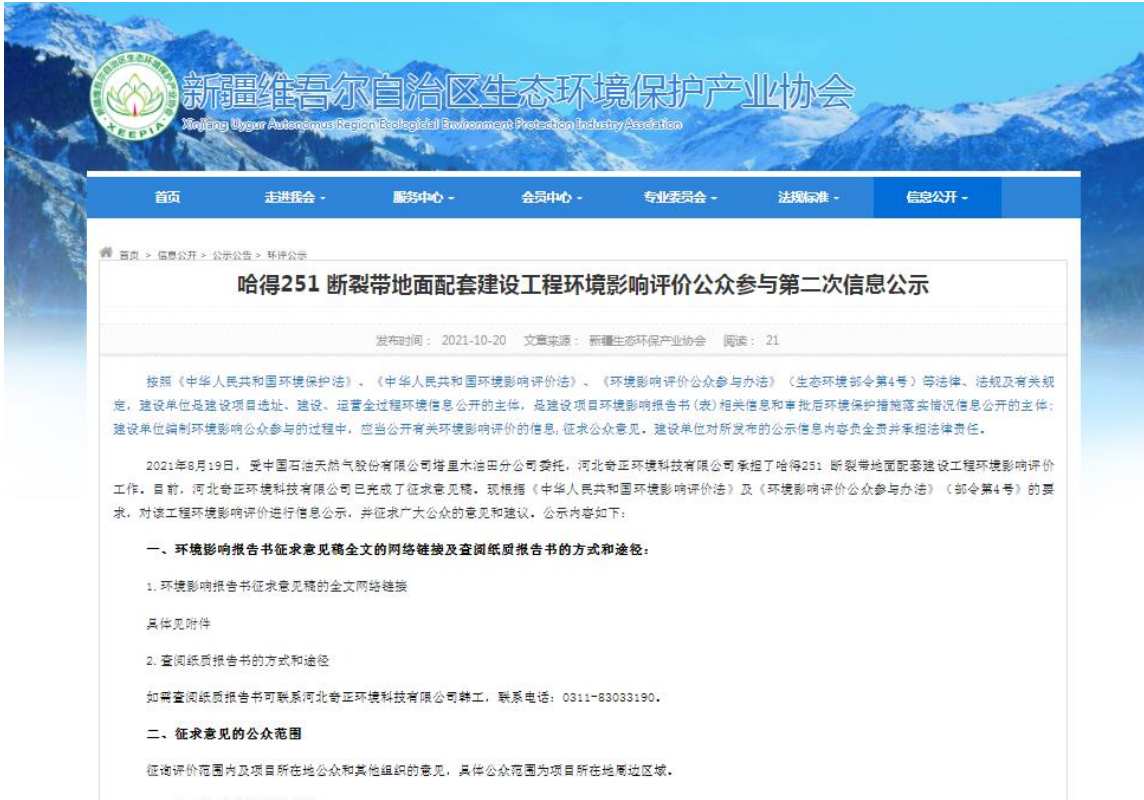 新疆维吾尔自治区生态环境保护产业协会
Xinjiang Uygur Autonomus Region Ecological Environment Protection Industry Assciation
XEEPIA
首页 走进我会 服务中心 会员中心 专业委员会 法规标准 信息公开
首页 > 信息公开 > 公示公告 > 环评公示
哈得251 断裂带地面配套建设工程环境影响评价公众参与第二次信息公示
发布时间： 2021-10-20 文章来源： 新疆生态环保产业协会 阅读： 21
按照《中华人民共和国环境保护法》、《中华人民共和国环境影响评价法》、《环境影响评价公众参与办法》（生态环境部令第4号）等法律、法规及有关规
定，建设单位是建设项目选址、建设、运营全过程环境信息公开的主体，是建设项目环境影响报告书(表)相关信息和审批后环境保护措施落实情况信息公开的主体;
建设单位编制环境影响公众参与的过程中，应当公开有关环境影响评价的信息,征求公众意见。建设单位对所发布的公示信息内容负全责并承担法律责任。
2021年8月19日，受中国石油天然气股份有限公司塔里木油田分公司委托，河北奇正环境科技有限公司承担了哈得251 断裂带地面配套建设工程环境影响评价
工作。目前，河北奇正环境科技有限公司已完成了征求意见稿。现根据《中华人民共和国环境影响评价法》及《环境影响评价公众参与办法》（部令第4号）的要
求，对该工程环境影响评价进行信息公示，并征求广大公众的意见和建议。公示内容如下：
一、环境影响报告书征求意见稿全文的网络链接及查阅纸质报告书的方式和途径：
1.环境影响报告书征求意见稿的全文网络链接
具体见附件
2.查阅纸质报告书的方式和途径
如需查阅纸质报告书可联系河北奇正环境科技有限公司韩工，联系电话：0311-83033190。
二、征求意见的公众范围
征询评价范围内及项目所在地公众和其他组织的意见，具体公众范围为项目所在地周边区域。